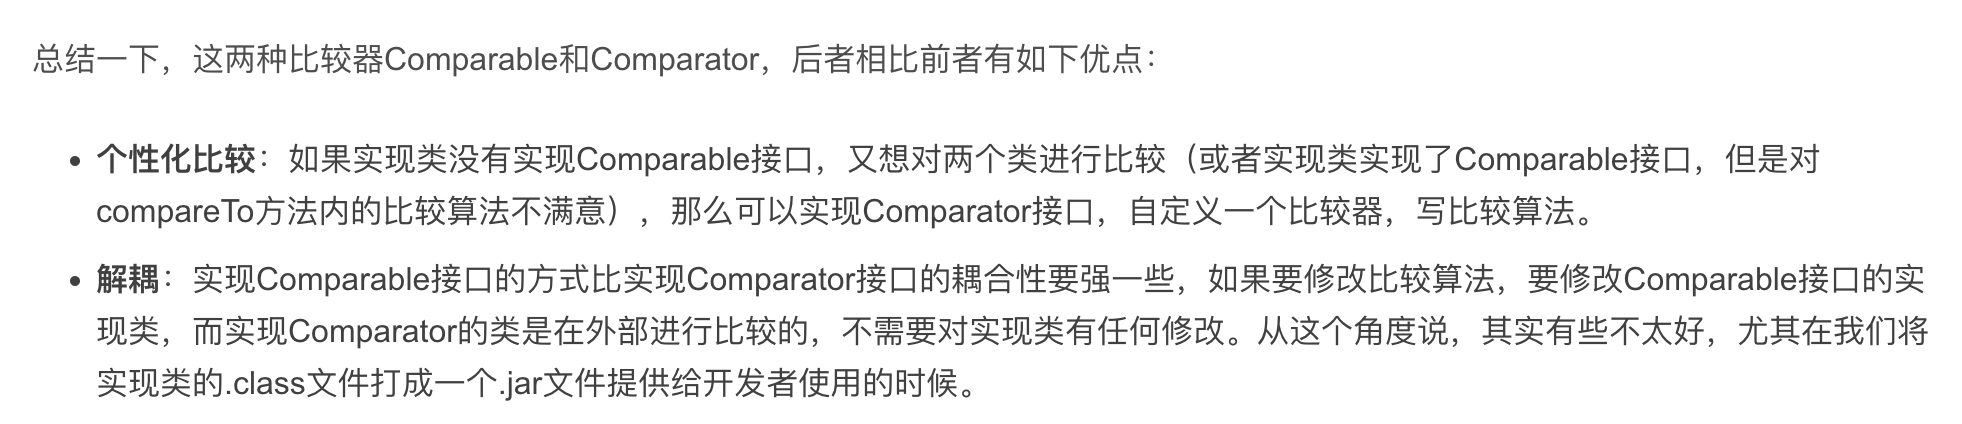 总结一下，这两种比较器Comparable和Comparator，后者相比前者有如下优点：
• 个性化比较：如果实现类没有实现Comparable接口，又想对两个类进行比较（或者实现类实现了Comparable接口，但是对
compareTo方法内的比较算法不满意），那么可以实现Comparator接口，自定义一个比较器，写比较算法。
• 解耦：实现Comparable接口的方式比实现Comparator接口的耦合性要强一些，如果要修改比较算法，要修改Comparable接口的实
现类，而实现Comparator的类是在外部进行比较的，不需要对实现类有任何修改。从这个角度说，其实有些不太好，尤其在我们将
实现类的.class文件打成一个.jar文件提供给开发者使用的时候。